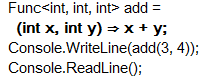 Func<int, int, int> add =
(int x, int y) ⇒ x + y;
Console.WriteLine(add(3, 4));
Console.ReadLine();